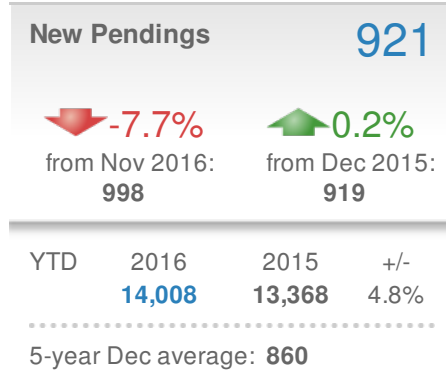 New Pendings 921
-7.7% 0.2%
from Nov 2016: from Dec 2015:
998 919
YTD 2016 2015 +/-
14,008 13,368 4.8%
5-year Dec average: 860